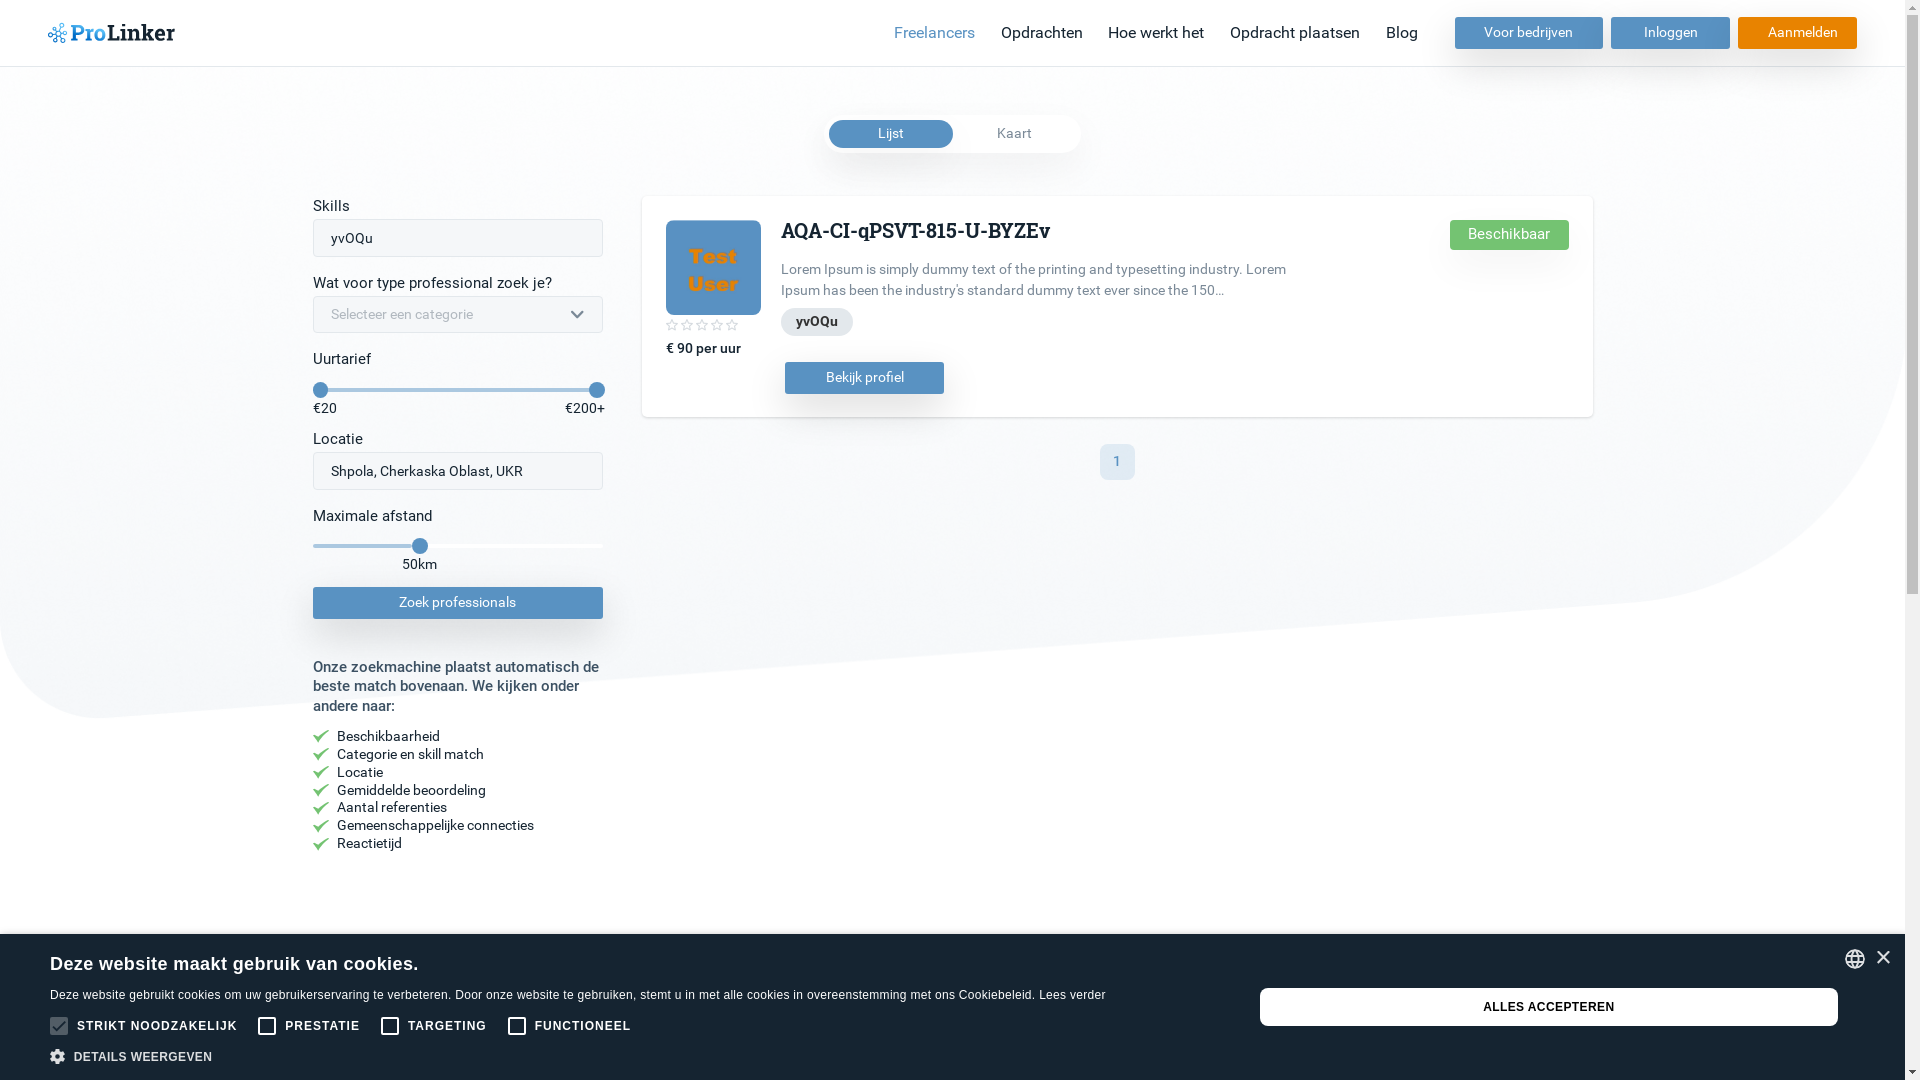 ProLinker
Freelancers
Opdrachten
Hoe werkt het
Opdracht plaatsen
Blog
Voor bedrijven
Inloggen
Aanmelden
Lijst
Kaart
Skills
yvOQu
Wat voor type professional zoek je?
Selecteer een categorie
Uurtarief
€20
€200+
Locatie
Shpola, Cherkaska Oblast, UKR
Maximale afstand
50km
Zoek professionals
Onze zoekmachine plaatst automatisch de
beste match bovenaan. We kijken onder
andere naar:
Beschikbaarheid
Categorie en skill match
Locatie
Gemiddelde beoordeling
Aantal referenties
Gemeenschappelijke connecties
Reactietijd
Test
User
€ 90 per uur
AQA-CI-qPSVT-815-U-BYZEv
Beschikbaar
Lorem Ipsum is simply dummy text of the printing and typesetting industry. Lorem
Ipsum has been the industry's standard dummy text ever since the 150...
yvOQu
Bekijk profiel
1
Deze website maakt gebruik van cookies.
Deze website gebruikt cookies om uw gebruikerservaring te verbeteren. Door onze website te gebruiken, stemt u in met alle cookies in overeenstemming met ons Cookiebeleid. Lees verder
STRIKT NOODZAKELIJK
PRESTATIE
TARGETING
FUNCTIONEEL
DETAILS WEERGEVEN
ALLES ACCEPTEREN
×